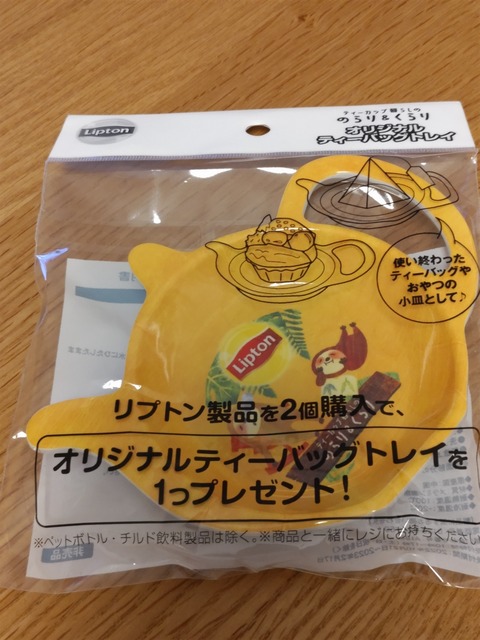 Lipton
ティーカップ暮らしの
のらり&くらり
オリジナル
ティーバッグトレイ
使い終わった
ティーバッグや
おやつの
小皿として♪
Lipton
リプトン製品を2個購入で、
オリジナルティーバッグトレイを
1つプレゼント!
※ペットボトル・チルド飲料製品は除く。※商品と一緒にレジにお持ちくださ
非売品